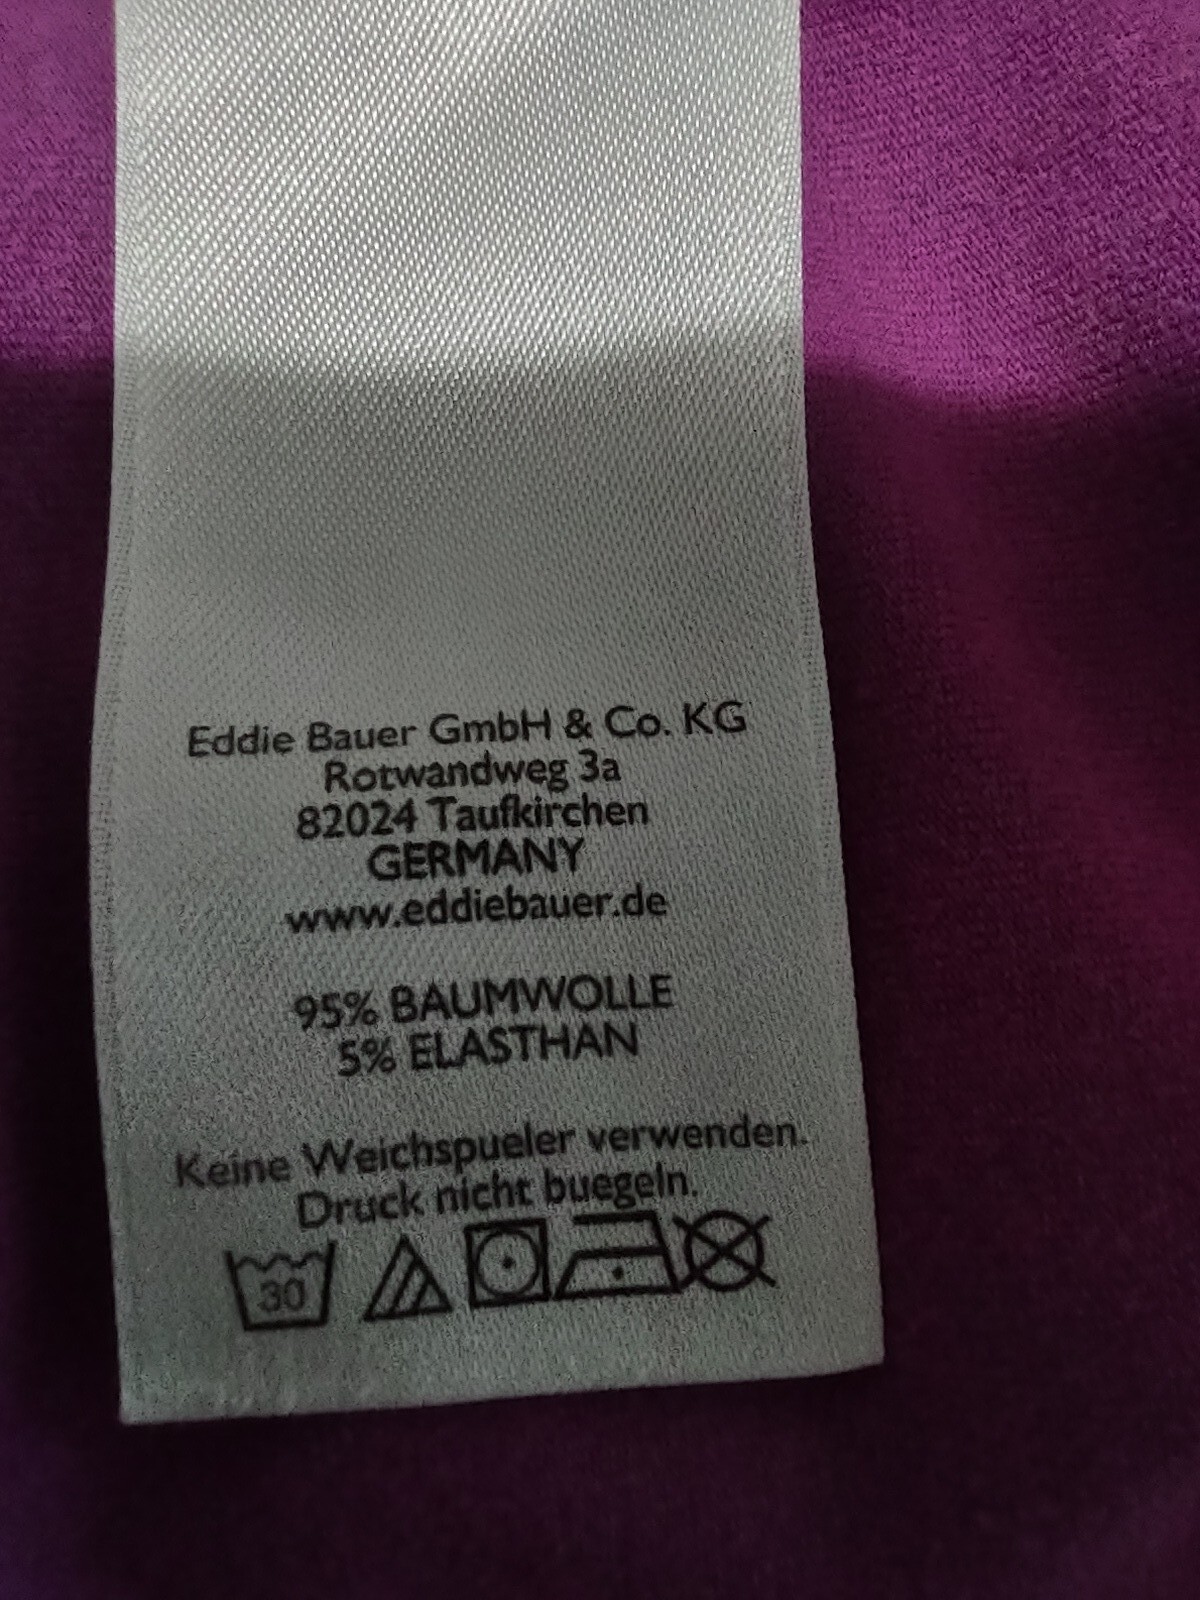 Eddie Bauer GmbH & Co. KG
Rotwandweg 3a
82024 Taufkirchen
GERMANY
www.eddiebauer.de
95% BAUMWOLLE
5% ELASTHAN
Keine Weichspueler verwenden.
Druck nicht buegeln.
30